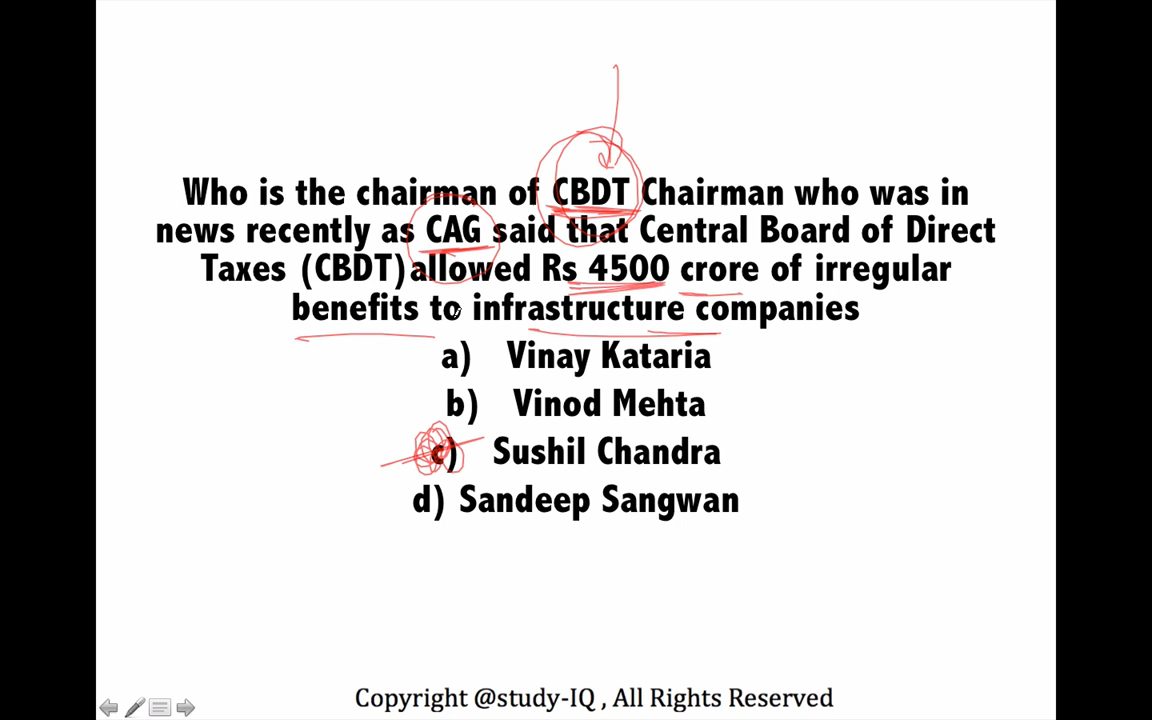 Who is the chairman of CBDT Chairman who was in
news recently as CAG said that Central Board of Direct
Taxes (CBDT)allowed Rs 4500 crore of irregular
benefits to infrastructure companies
a) Vinay Kataria
b) Vinod Mehta
c) Sushil Chandra
d) Sandeep Sangwan
Copyright @study-IQ , All Rights Reserved